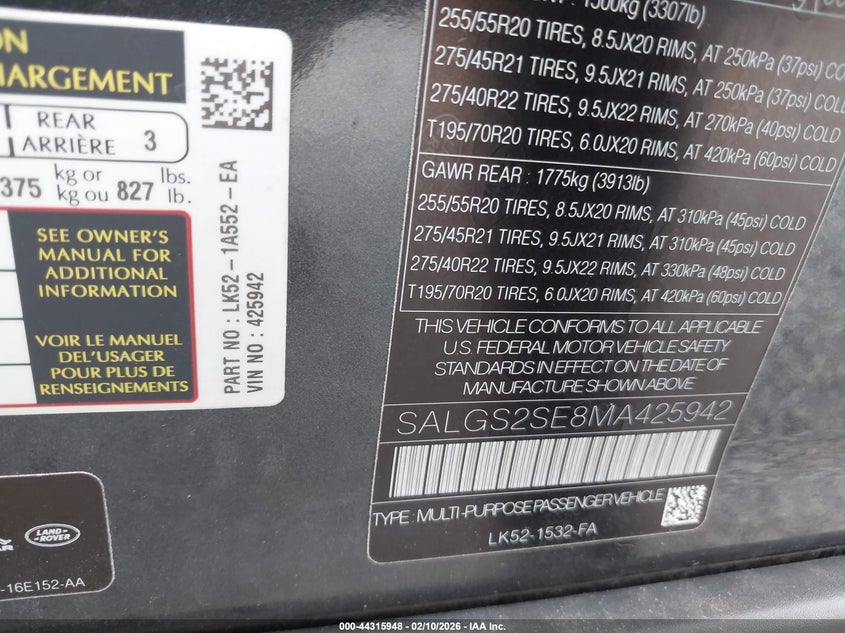 ON
HARGEMENT
REAR
ARRIÈRE 3
375 kg or 827 lbs.
kg ou lb.
SEE OWNER'S
MANUAL FOR
ADDITIONAL
INFORMATION
VOIR LE MANUEL
DEL'USAGER
POUR PLUS DE
RENSEIGNEMENTS
PART NO : LK52 - 1A552 - EA
VIN NO : 425942
1500kg (3307lb)
255/55R20 TIRES, 8.5JX20 RIMS, AT 250kPa (37psi) CO
275/45R21 TIRES, 9.5JX21 RIMS, AT 250kPa (37psi) COLD
275/40R22 TIRES, 9.5JX22 RIMS, AT 270kPa (40psi) COLD
T195/70R20 TIRES, 6.0JX20 RIMS, AT 420kPa (60psi) COLD
GAWR REAR : 1775kg (3913lb)
255/55R20 TIRES, 8.5JX20 RIMS, AT 310kPa (45psi) COLD
275/45R21 TIRES, 9.5JX21 RIMS, AT 310kPa (45psi) COLD
275/40R22 TIRES, 9.5JX22 RIMS, AT 330kPa (48psi) COLD
T195/70R20 TIRES, 6.0JX20 RIMS, AT 420kPa (60psi) COLD
THIS VEHICLE CONFORMS TO ALL APPLICABLE
U.S. FEDERAL MOTOR VEHICLE SAFETY
STANDARDS IN EFFECT ON THE DATE OF
MANUFACTURE SHOWN ABOVE
SALGS2SE8MA425942
TYPE : MULTI-PURPOSE PASSENGER VEHICLE
LK52-1532-FA
LAND-
ROVER
-16E152-AA
000-44315948 - 02/10/2026 - IAA Inc.